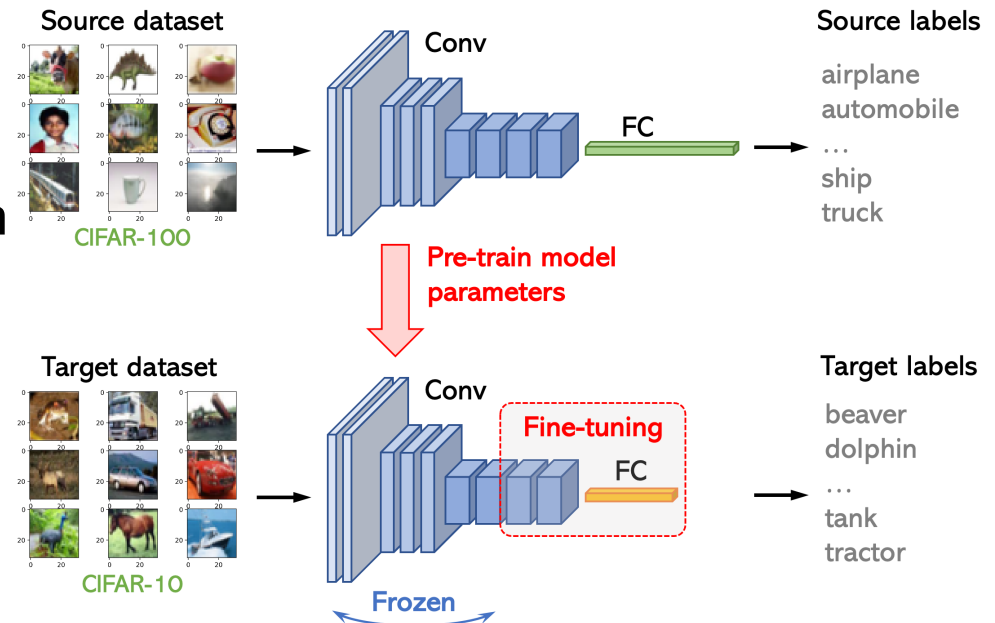 Source dataset
CIFAR-100
Conv
FC
Source labels
airplane
automobile
...
ship
truck
Pre-train model
parameters
Target dataset
CIFAR-10
Conv
Fine-tuning
FC
Frozen
Target labels
beaver
dolphin
...
tank
tractor